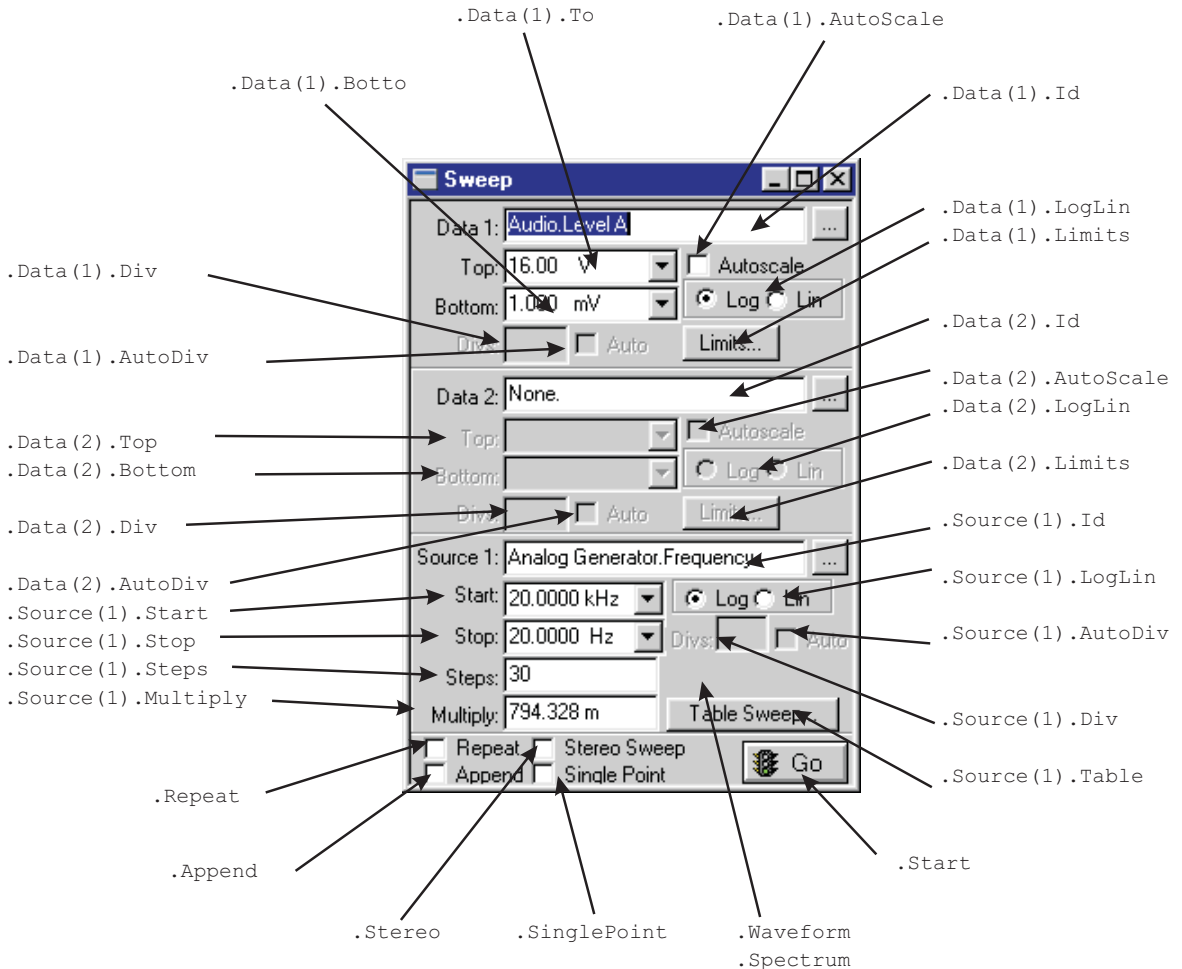 .Data(1).To
.Data(1).AutoScale
.Data(1).Botto
.Data(1).Id
Sweep
Data 1: Audio.Level A ...
.Data(1).LogLin
.Data(1).Limits
.Data(1).Div
Top: 16.00 V Autoscale
Bottom: 1.000 mV Log Lin
.Data(2).Id
Divs: Auto Limits...
.Data(1).AutoDiv
.Data(2).AutoScale
Data 2: None. ...
.Data(2).LogLin
.Data(2).Top
Top: Autoscale
.Data(2).Bottom
Bottom: Log Lin
.Data(2).Limits
.Data(2).Div
Divs: Auto Limits...
.Source(1).Id
Source 1: Analog Generator.Frequency ...
.Data(2).AutoDiv
.Source(1).LogLin
.Source(1).Start
Start: 20.0000 kHz Log Lin
.Source(1).Stop
Stop: 20.0000 Hz Divs: Auto
.Source(1).AutoDiv
.Source(1).Steps
Steps: 30
.Source(1).Multiply
Multiply: 794.328 m Table Sweep...
.Source(1).Div
Repeat Stereo Sweep
Append Single Point
Go
.Source(1).Table
.Repeat
.Append
.Start
.Stereo
.SinglePoint
.Waveform
.Spectrum